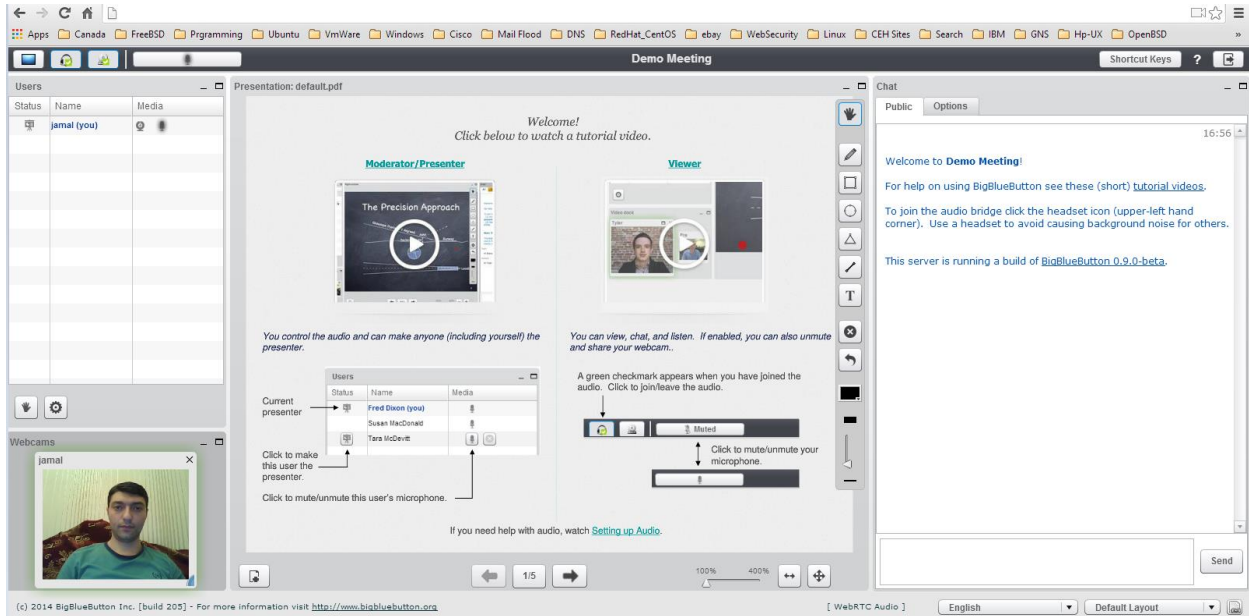 Apps Canada FreeBSD Prgramming Ubuntu VmWare Windows Cisco Mail Flood DNS RedHat_CentOS ebay WebSecurity Linux CEH Sites Search IBM GNS Hp-UX OpenBSD »
Demo Meeting
Shortcut Keys ?
Users
Status Name Media
jamal (you)
Webcams
jamal
Presentation: default.pdf
Welcome!
Click below to watch a tutorial video.
Moderator/Presenter
The Precision Approach
You control the audio and can make anyone (including yourself) the
presenter.
Users
Status Name Media
Current
presenter
Fred Dixon (you)
Susan MacDonald
Tara McDevitt
Click to make
this user the
presenter.
Click to mute/unmute this user's microphone.
Viewer
You can view, chat, and listen. If enabled, you can also unmute
and share your webcam..
A green checkmark appears when you have joined the
audio. Click to join/leave the audio.
Muted
Click to mute/unmute your
microphone.
If you need help with audio, watch Setting up Audio.
T
1/5
100% 400%
Chat
Public Options
16:56
Welcome to Demo Meeting!
For help on using BigBlueButton see these (short) tutorial videos.
To join the audio bridge click the headset icon (upper-left hand
corner). Use a headset to avoid causing background noise for others.
This server is running a build of BigBlueButton 0.9.0-beta.
Send
(c) 2014 BigBlueButton Inc. [build 205] - For more information visit http://www.bigbluebutton.org
[ WebRTC Audio ] English Default Layout